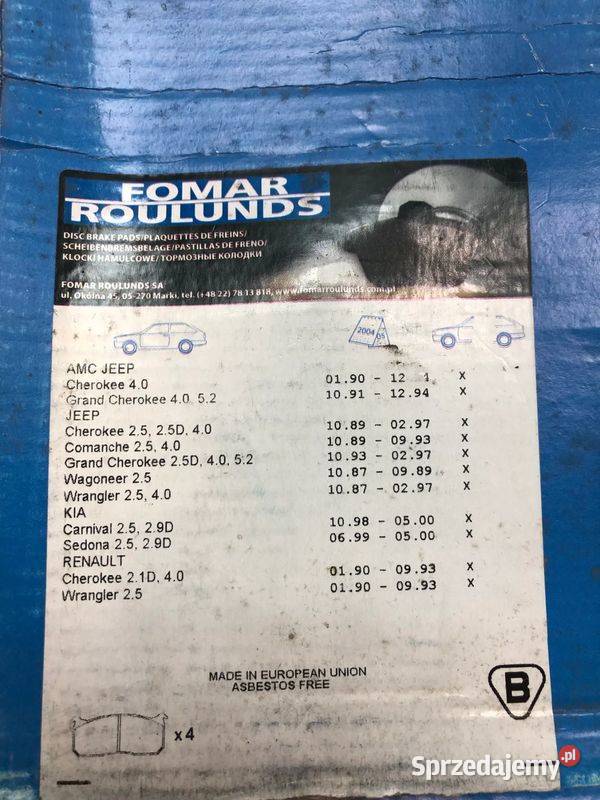 FOMAR
ROULUNDS
DISC BRAKE PADS/PLAQUETTES DE FREINS/
SCHEIBENBREMSBELAGE/PASTILLAS DE FRENO/
KLOCKI HAMULCOWE/ТОРМОЗНЫЕ КОЛОДКИ
FOMAR ROULUNDS SA
ul. Okólna 45, 05-270 Marki, tel. (+48 22) 78 13 818, www.fomarroulunds.com.pl
2004 05
AMC JEEP
Cherokee 4.0 01.90 - 12 4 X
Grand Cherokee 4.0, 5.2 10.91 - 12.94 X
JEEP
Cherokee 2.5, 2.5D, 4.0 10.89 - 02.97 X
Comanche 2.5, 4.0 10.89 - 09.93 X
Grand Cherokee 2.5D, 4.0, 5.2 10.93 - 02.97 X
Wagoneer 2.5 10.87 - 09.89 X
Wrangler 2.5, 4.0 10.87 - 02.97 X
KIA
Carnival 2.5, 2.9D 10.98 - 05.00 X
Sedona 2.5, 2.9D 06.99 - 05.00 X
RENAULT
Cherokee 2.1D, 4.0 01.90 - 09.93 X
Wrangler 2.5 01.90 - 09.93 X
MADE IN EUROPEAN UNION
ASBESTOS FREE
B
x 4
Sprzedajemy.pl